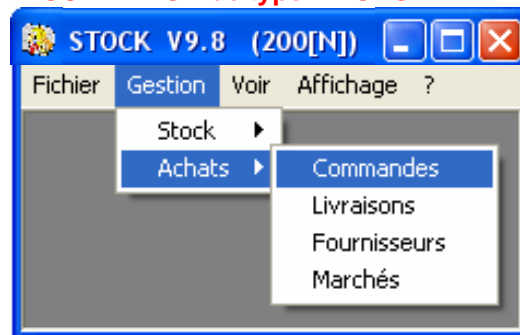 STOCK V9.8 (200[N])
Fichier Gestion Voir Affichage ?
Stock
Achats
Commandes
Livraisons
Fournisseurs
Marchés